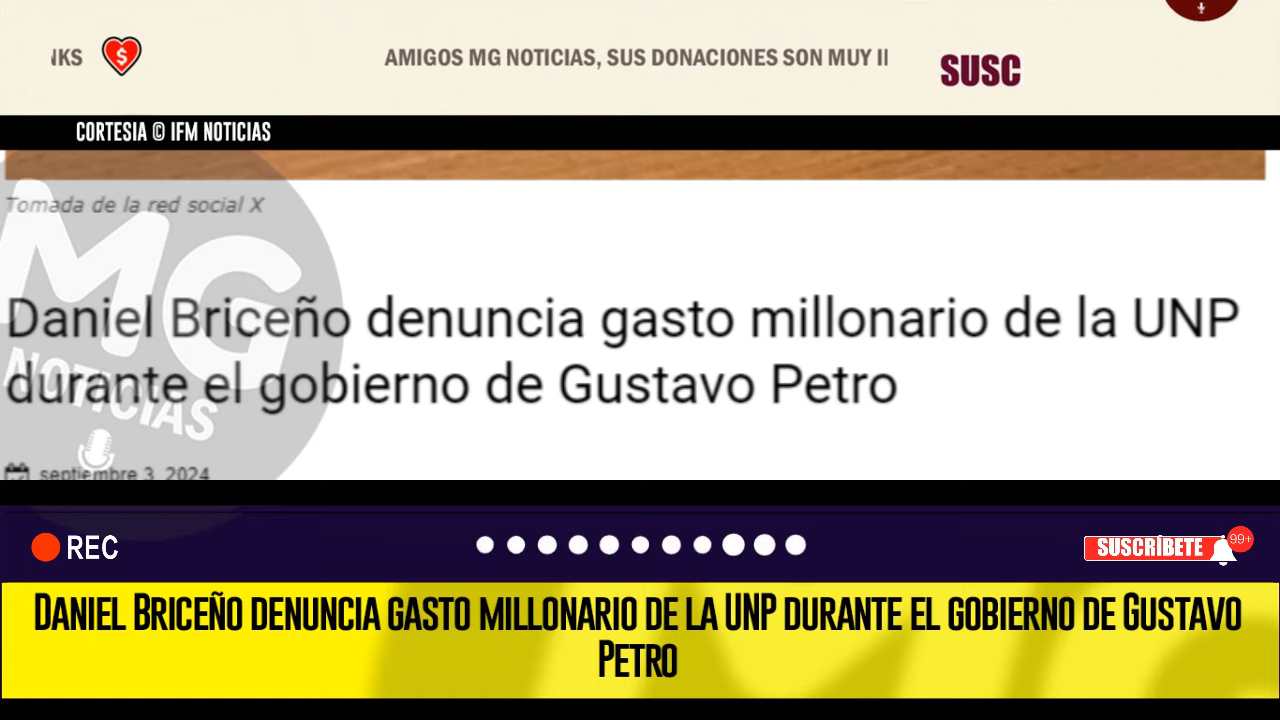 NKS
AMIGOS MG NOTICIAS, SUS DONACIONES SON MUY
SUSC
CORTESIA © IFM NOTICIAS
Tomada de la red social X
MG
NOTICIAS
Daniel Briceño denuncia gasto millonario de la UNP
durante el gobierno de Gustavo Petro
septiembre 3, 2024
REC
SUSCRÍBETE
99+
DANIEL BRICEÑO DENUNCIA GASTO MILLONARIO DE LA UNP DURANTE EL GOBIERNO DE GUSTAVO
PETRO